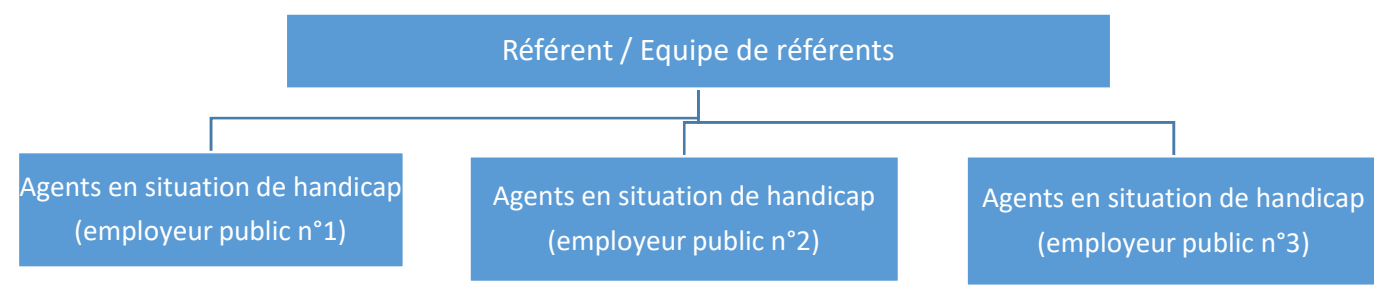 Référent / Equipe de référents
Agents en situation de handicap
(employeur public n°1)
Agents en situation de handicap
(employeur public n°2)
Agents en situation de handicap
(employeur public n°3)